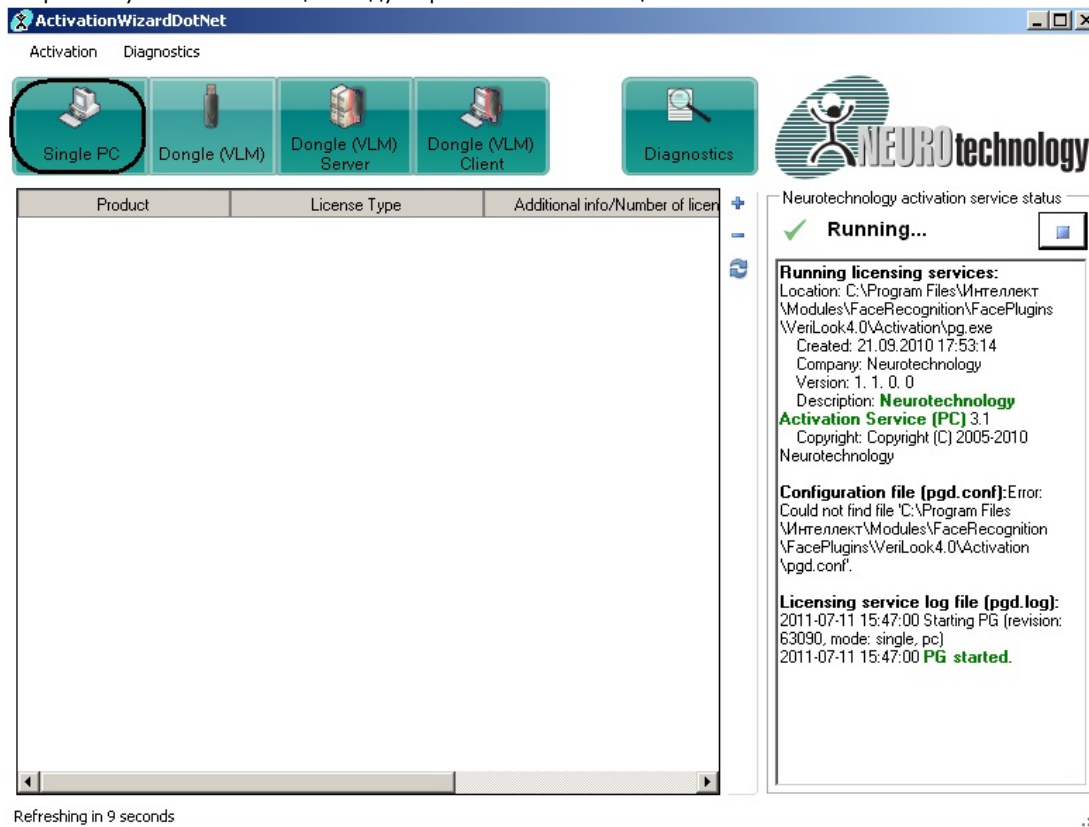 ActivationWizardDotNet
Activation Diagnostics
Single PC
Dongle (VLM)
Dongle (VLM)
Server
Dongle (VLM)
Client
Diagnostics
NEUROtechnology
Product License Type Additional info/Number of licen
Neurotechnology activation service status
Running...
Running licensing services:
Location: C:\Program Files\Интеллект
\Modules\FaceRecognition\FacePlugins
\VeriLook4.0\Activation\pg.exe
Created: 21.09.2010 17:53:14
Company: Neurotechnology
Version: 1. 1. 0. 0
Description: Neurotechnology
Activation Service (PC) 3.1
Copyright: Copyright (C) 2005-2010
Neurotechnology
Configuration file (pgd.conf):Error:
Could not find file 'C:\Program Files
\Интеллект\Modules\FaceRecognition
\FacePlugins\VeriLook4.0\Activation
\pgd.conf'.
Licensing service log file (pgd.log):
2011-07-11 15:47:00 Starting PG (revision:
63090, mode: single, pc)
2011-07-11 15:47:00 PG started.
Refreshing in 9 seconds